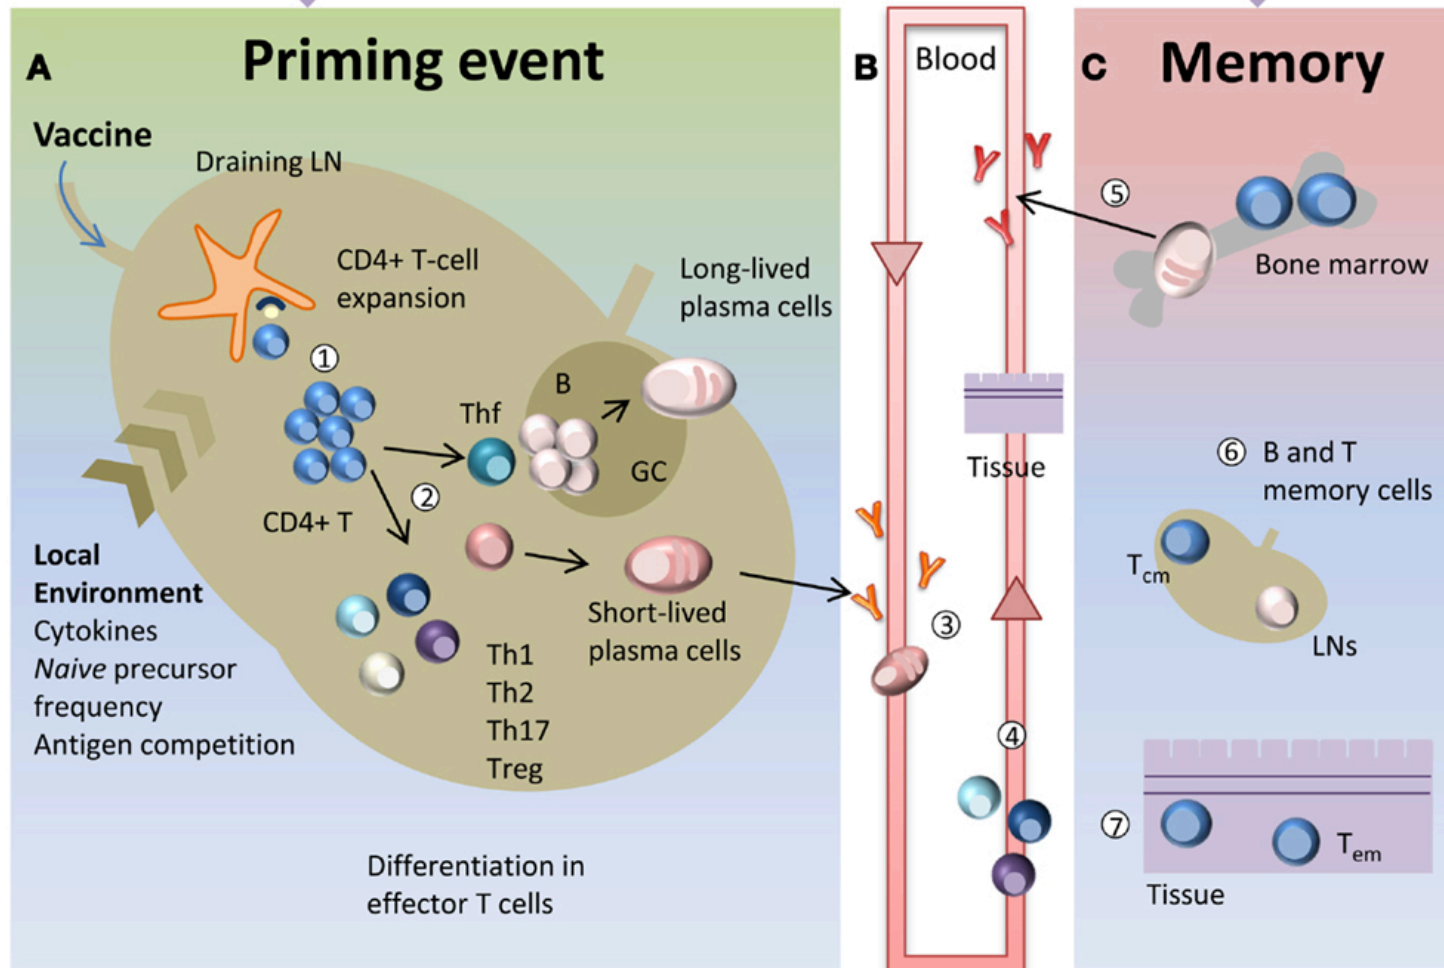 A
Priming event
Vaccine
Draining LN
CD4+ T-cell
expansion
Long-lived
plasma cells
①
B
Thf
GC
②
CD4+ T
Local
Environment
Cytokines
Naive precursor
frequency
Antigen competition
Short-lived
plasma cells
Th1
Th2
Th17
Treg
Differentiation in
effector T cells
B
Blood
Tissue
③
④
C
Memory
⑤
Bone marrow
⑥ B and T
memory cells
Tcm
LNs
⑦
Tem
Tissue